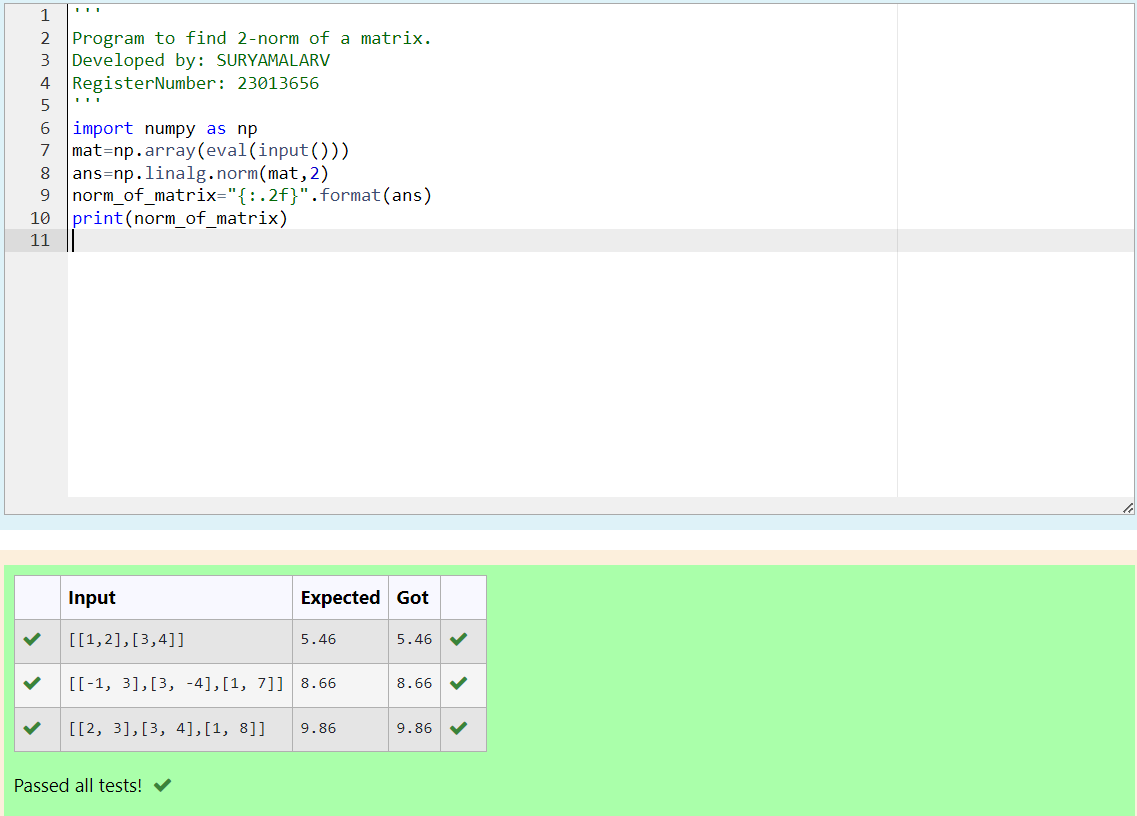 1 '''
2 Program to find 2-norm of a matrix.
3 Developed by: SURYAMALARV
4 RegisterNumber: 23013656
5 '''
6 import numpy as np
7 mat=np.array(eval(input()))
8 ans=np.linalg.norm(mat,2)
9 norm_of_matrix="{:.2f}".format(ans)
10 print(norm_of_matrix)
11
Input Expected Got
[[1,2],[3,4]] 5.46 5.46
[[-1, 3],[3, -4],[1, 7]] 8.66 8.66
[[2, 3],[3, 4],[1, 8]] 9.86 9.86
Passed all tests!